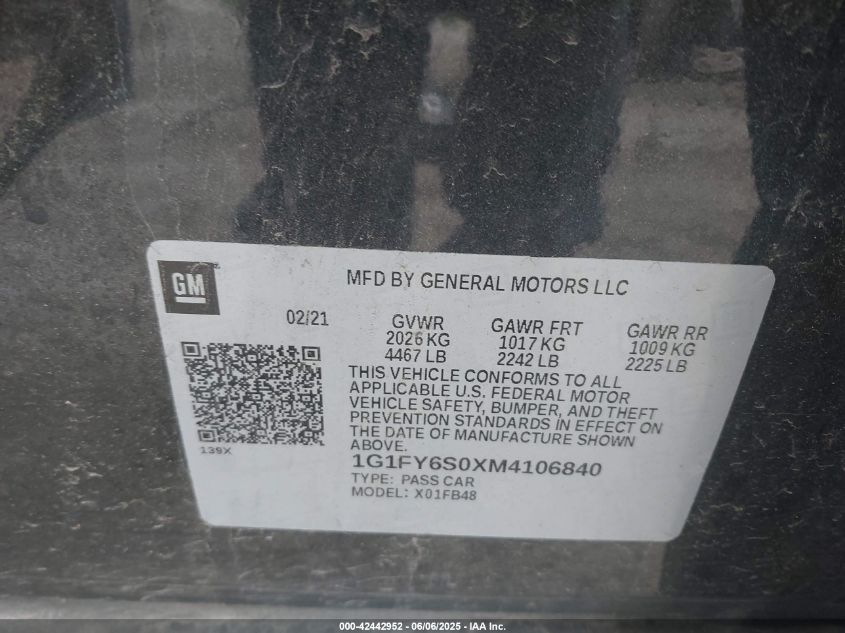 GM
MFD BY GENERAL MOTORS LLC
02/21
GVWR
2026 KG
4467 LB
GAWR FRT
1017 KG
2242 LB
GAWR RR
1009 KG
2225 LB
THIS VEHICLE CONFORMS TO ALL
APPLICABLE U.S. FEDERAL MOTOR
VEHICLE SAFETY, BUMPER, AND THEFT
PREVENTION STANDARDS IN EFFECT ON
THE DATE OF MANUFACTURE SHOWN
ABOVE.
139X
1G1FY6S0XM4106840
TYPE: PASS CAR
MODEL: X01FB48
000-42442952 - 06/06/2025 - IAA Inc.